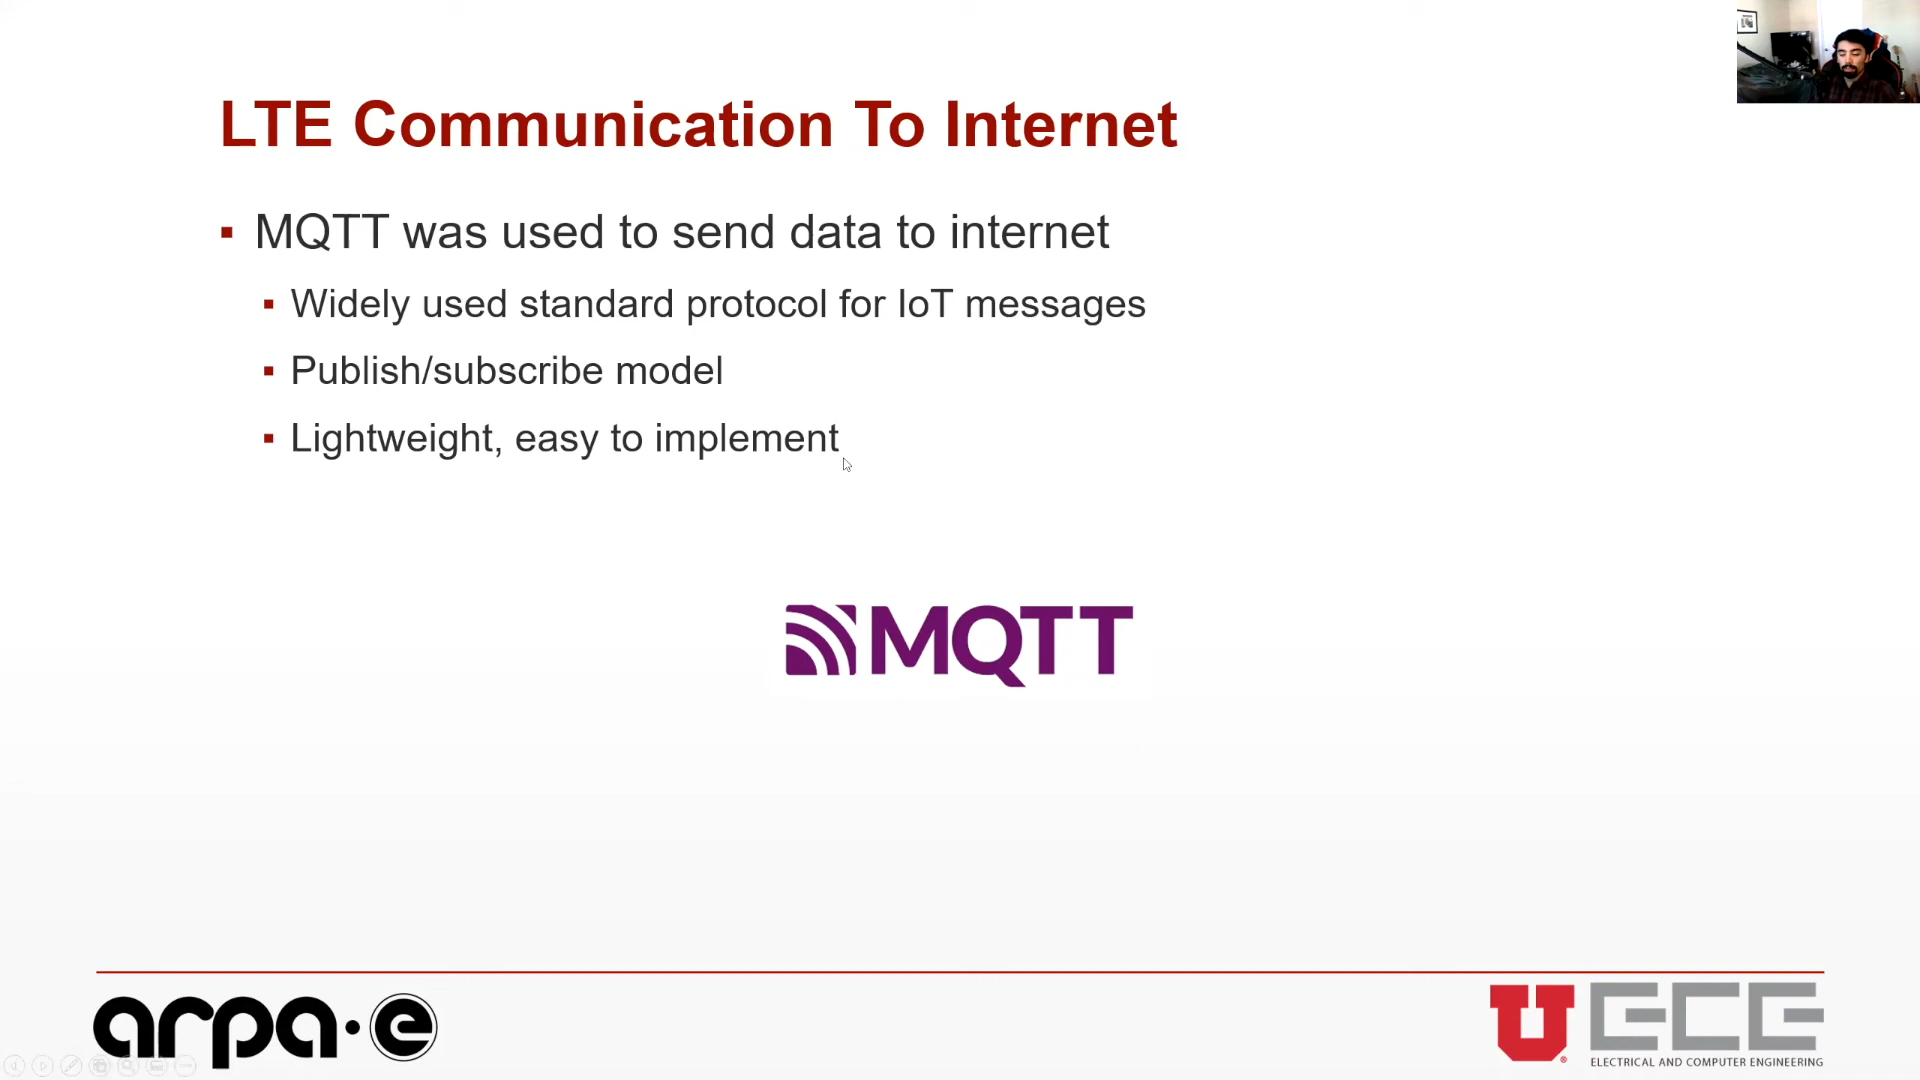 LTE Communication To Internet
MQTT was used to send data to internet
Widely used standard protocol for IoT messages
Publish/subscribe model
Lightweight, easy to implement
MQTT
arpa·e
U ECE
ELECTRICAL AND COMPUTER ENGINEERING